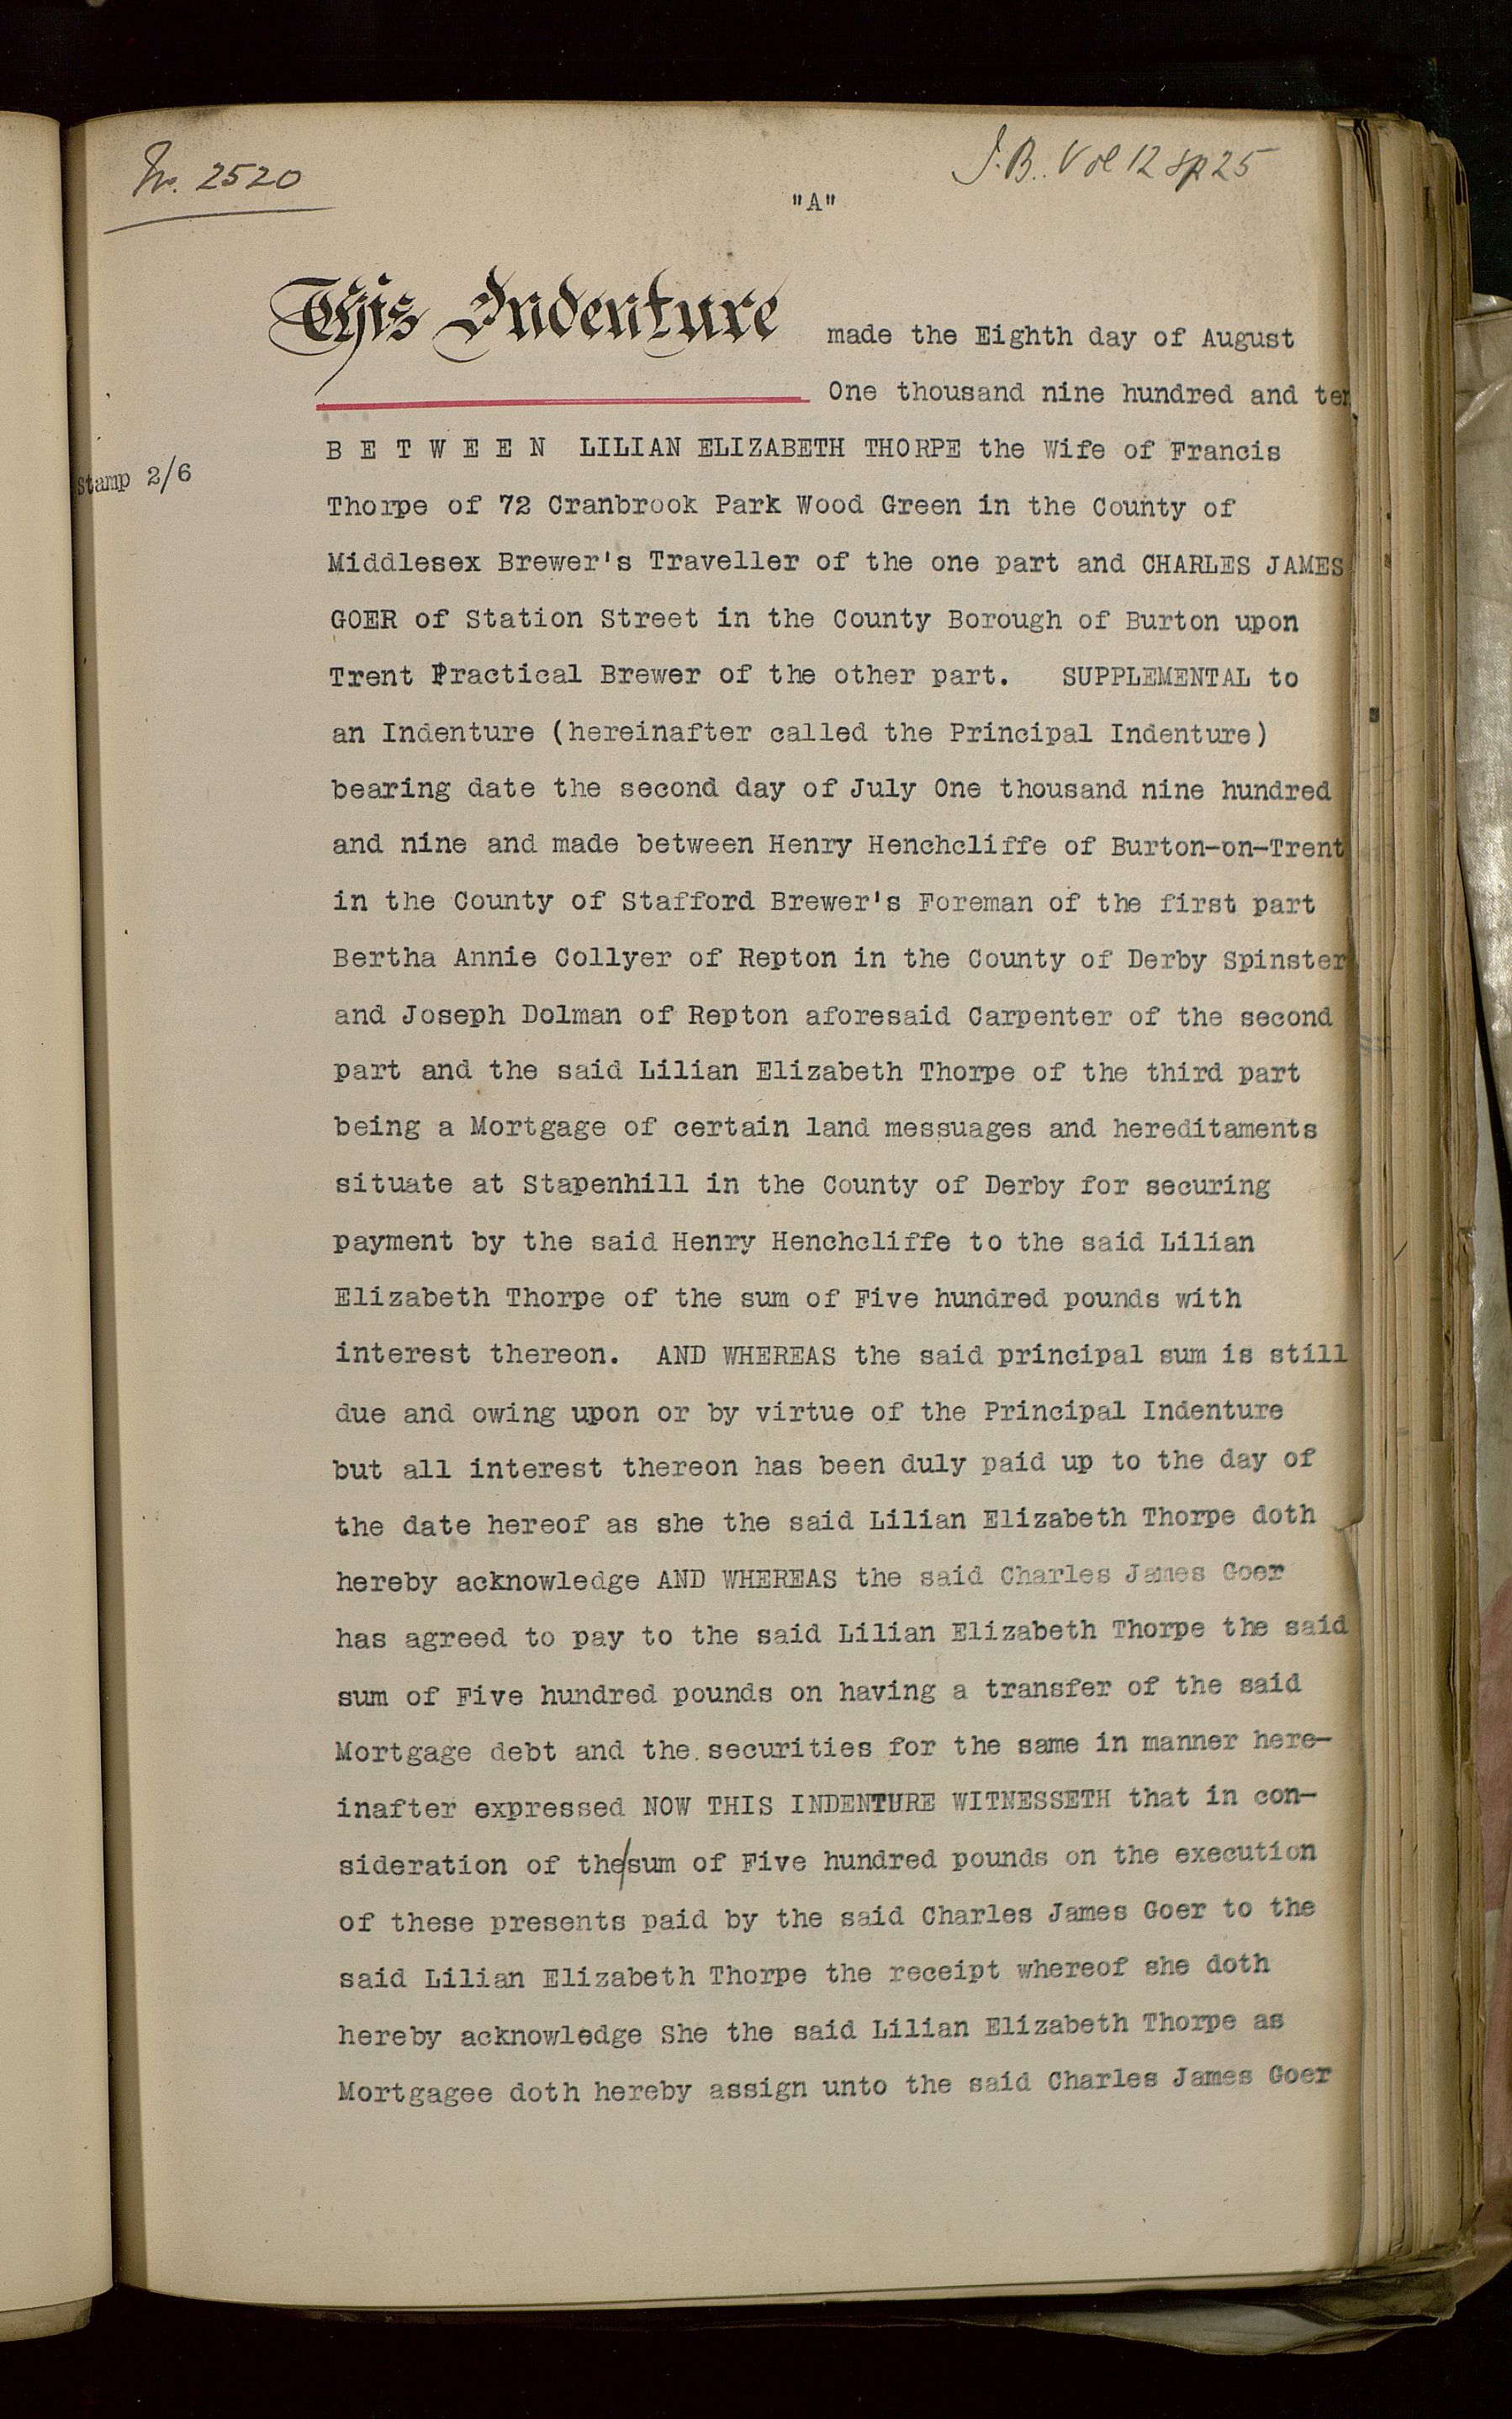 No. 2520
J.B. Vol 12 Sp 25
"A"
This Indenture made the Eighth day of August
One thousand nine hundred and ten
B E T W E E N LILIAN ELIZABETH THORPE the Wife of Francis
Stamp 2/6
Thorpe of 72 Cranbrook Park Wood Green in the County of
Middlesex Brewer's Traveller of the one part and CHARLES JAMES
GOER of Station Street in the County Borough of Burton upon
Trent Practical Brewer of the other part. SUPPLEMENTAL to
an Indenture (hereinafter called the Principal Indenture)
bearing date the second day of July One thousand nine hundred
and nine and made between Henry Henchcliffe of Burton-on-Trent
in the County of Stafford Brewer's Foreman of the first part
Bertha Annie Collyer of Repton in the County of Derby Spinster
and Joseph Dolman of Repton aforesaid Carpenter of the second
part and the said Lilian Elizabeth Thorpe of the third part
being a Mortgage of certain land messuages and hereditaments
situate at Stapenhill in the County of Derby for securing
payment by the said Henry Henchcliffe to the said Lilian
Elizabeth Thorpe of the sum of Five hundred pounds with
interest thereon. AND WHEREAS the said principal sum is still
due and owing upon or by virtue of the Principal Indenture
but all interest thereon has been duly paid up to the day of
the date hereof as she the said Lilian Elizabeth Thorpe doth
hereby acknowledge AND WHEREAS the said Charles James Goer
has agreed to pay to the said Lilian Elizabeth Thorpe the said
sum of Five hundred pounds on having a transfer of the said
Mortgage debt and the securities for the same in manner here-
inafter expressed NOW THIS INDENTURE WITNESSETH that in con-
sideration of the/sum of Five hundred pounds on the execution
of these presents paid by the said Charles James Goer to the
said Lilian Elizabeth Thorpe the receipt whereof she doth
hereby acknowledge She the said Lilian Elizabeth Thorpe as
Mortgagee doth hereby assign unto the said Charles James Goer